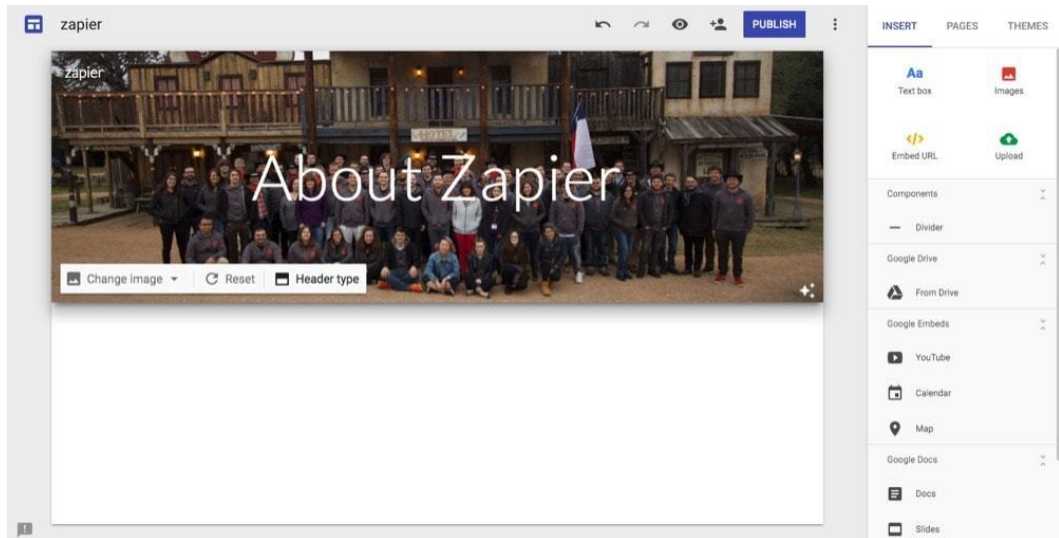 zapier
PUBLISH
INSERT PAGES THEMES
zapier
HOTEL
About Zapier
Change image
Reset
Header type
Aa
Text box
Images
</>
Embed URL
Upload
Components
Divider
Google Drive
From Drive
Google Embeds
YouTube
Calendar
Map
Google Docs
Docs
Slides